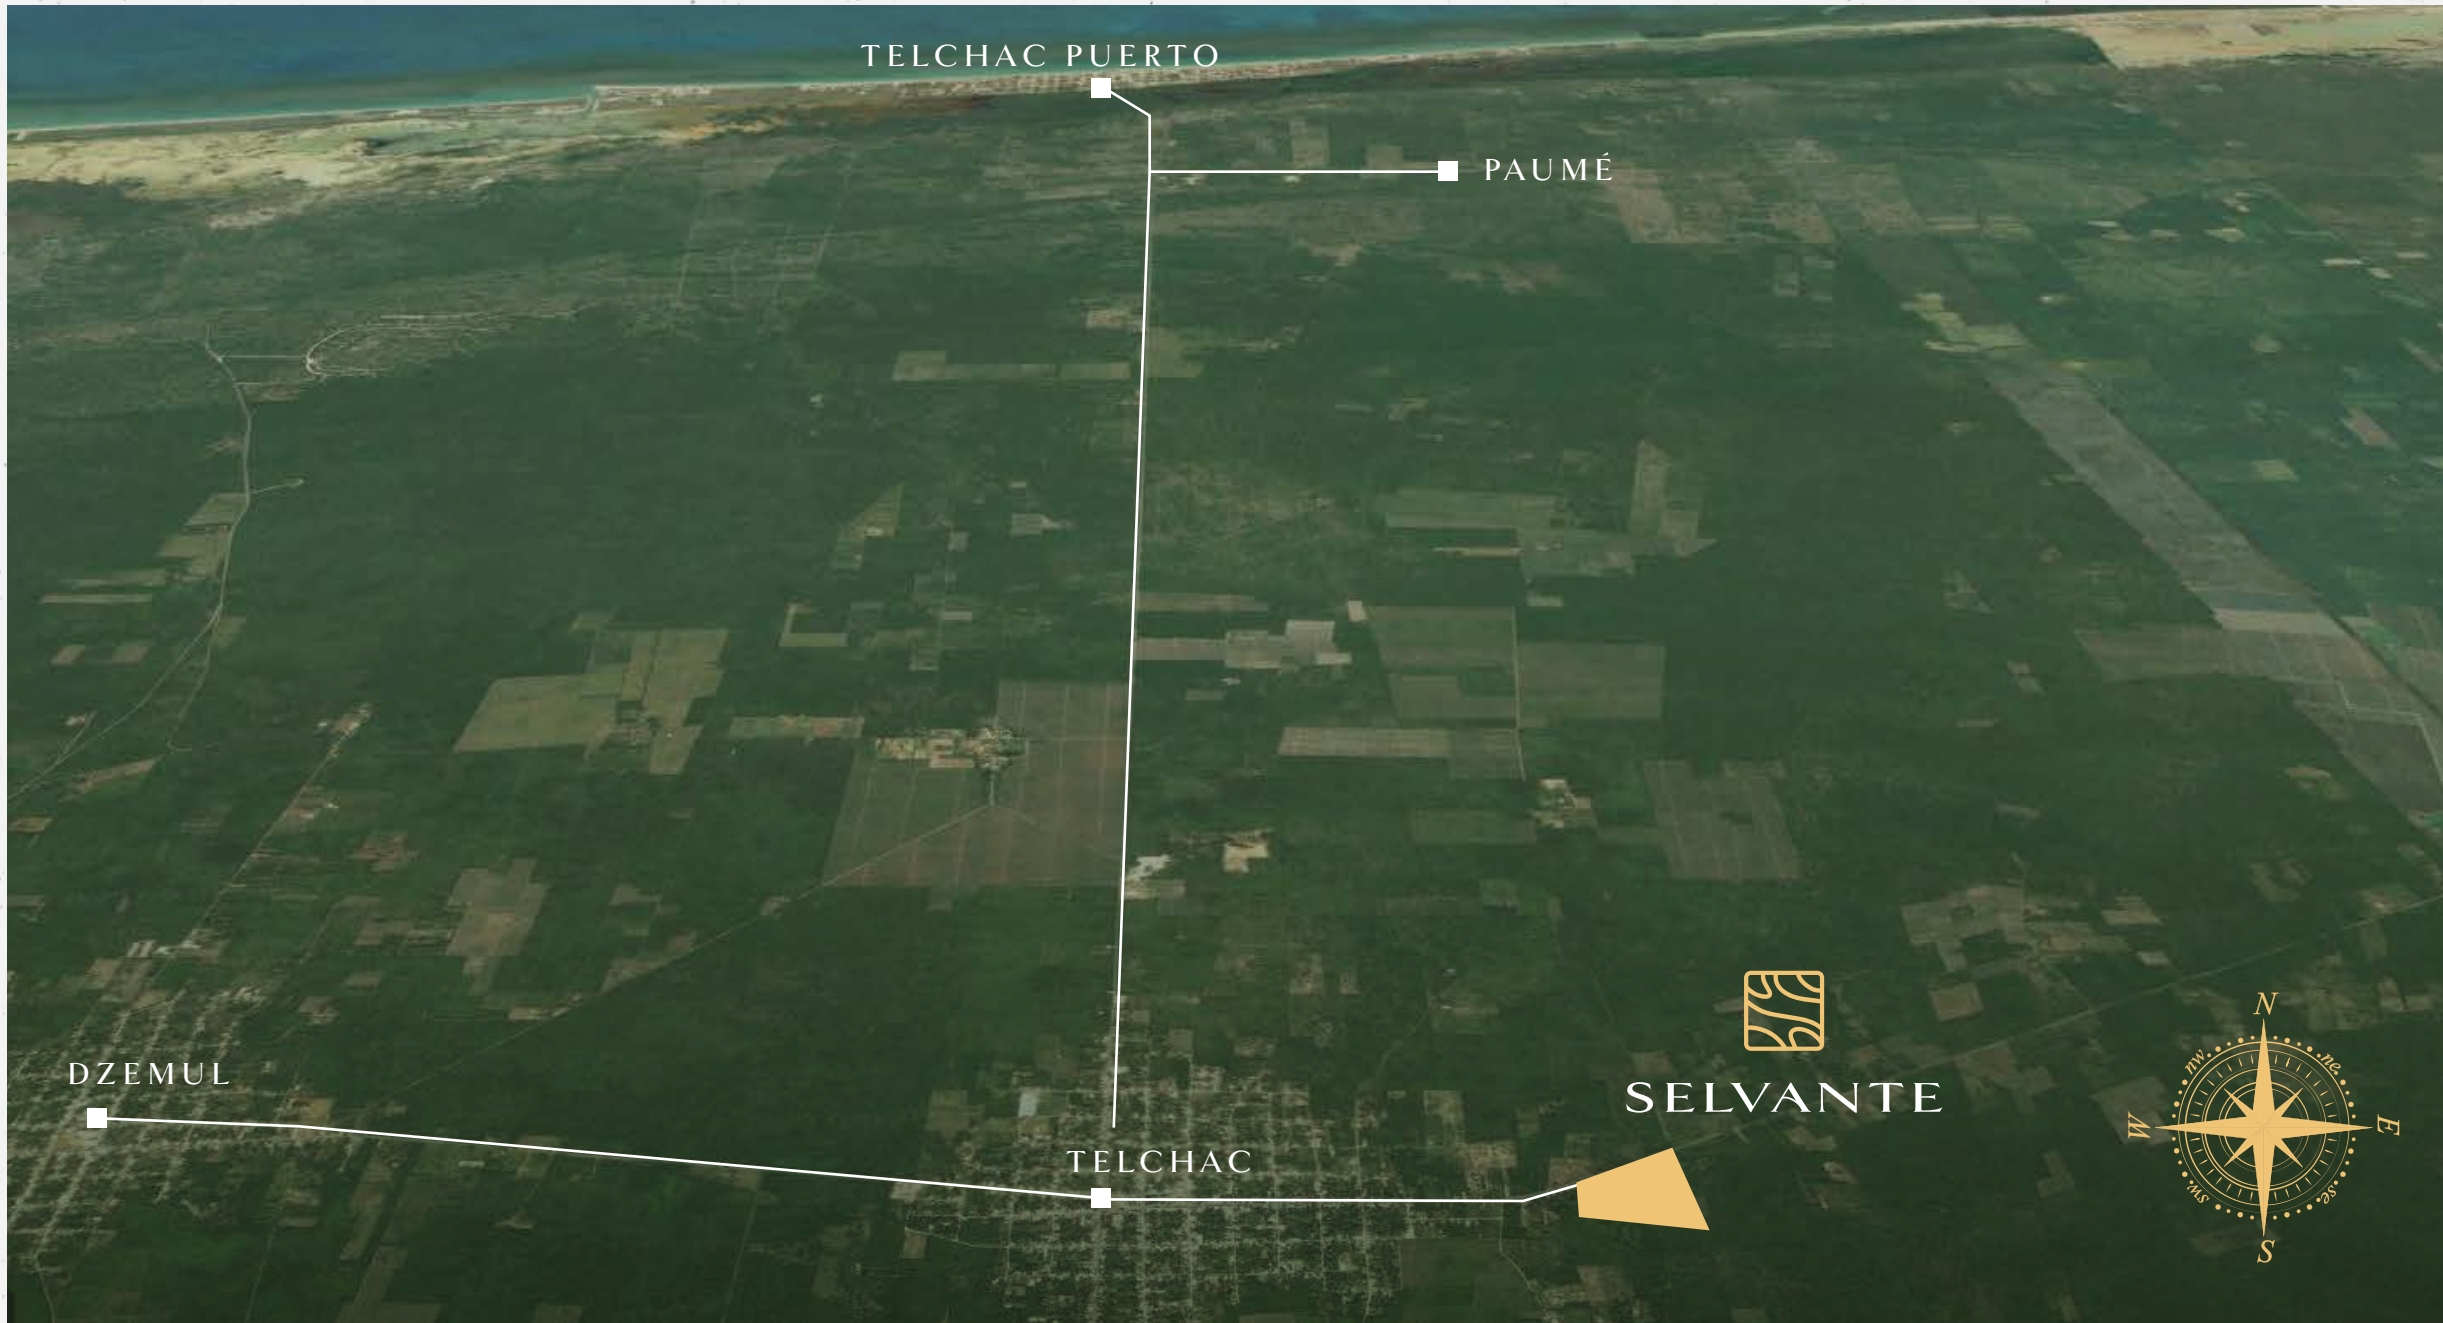 TELCHAC PUERTO
PAUMÉ
DZEMUL
TELCHAC
SELVANTE
N
nw
ne
W
E
sw
se
S